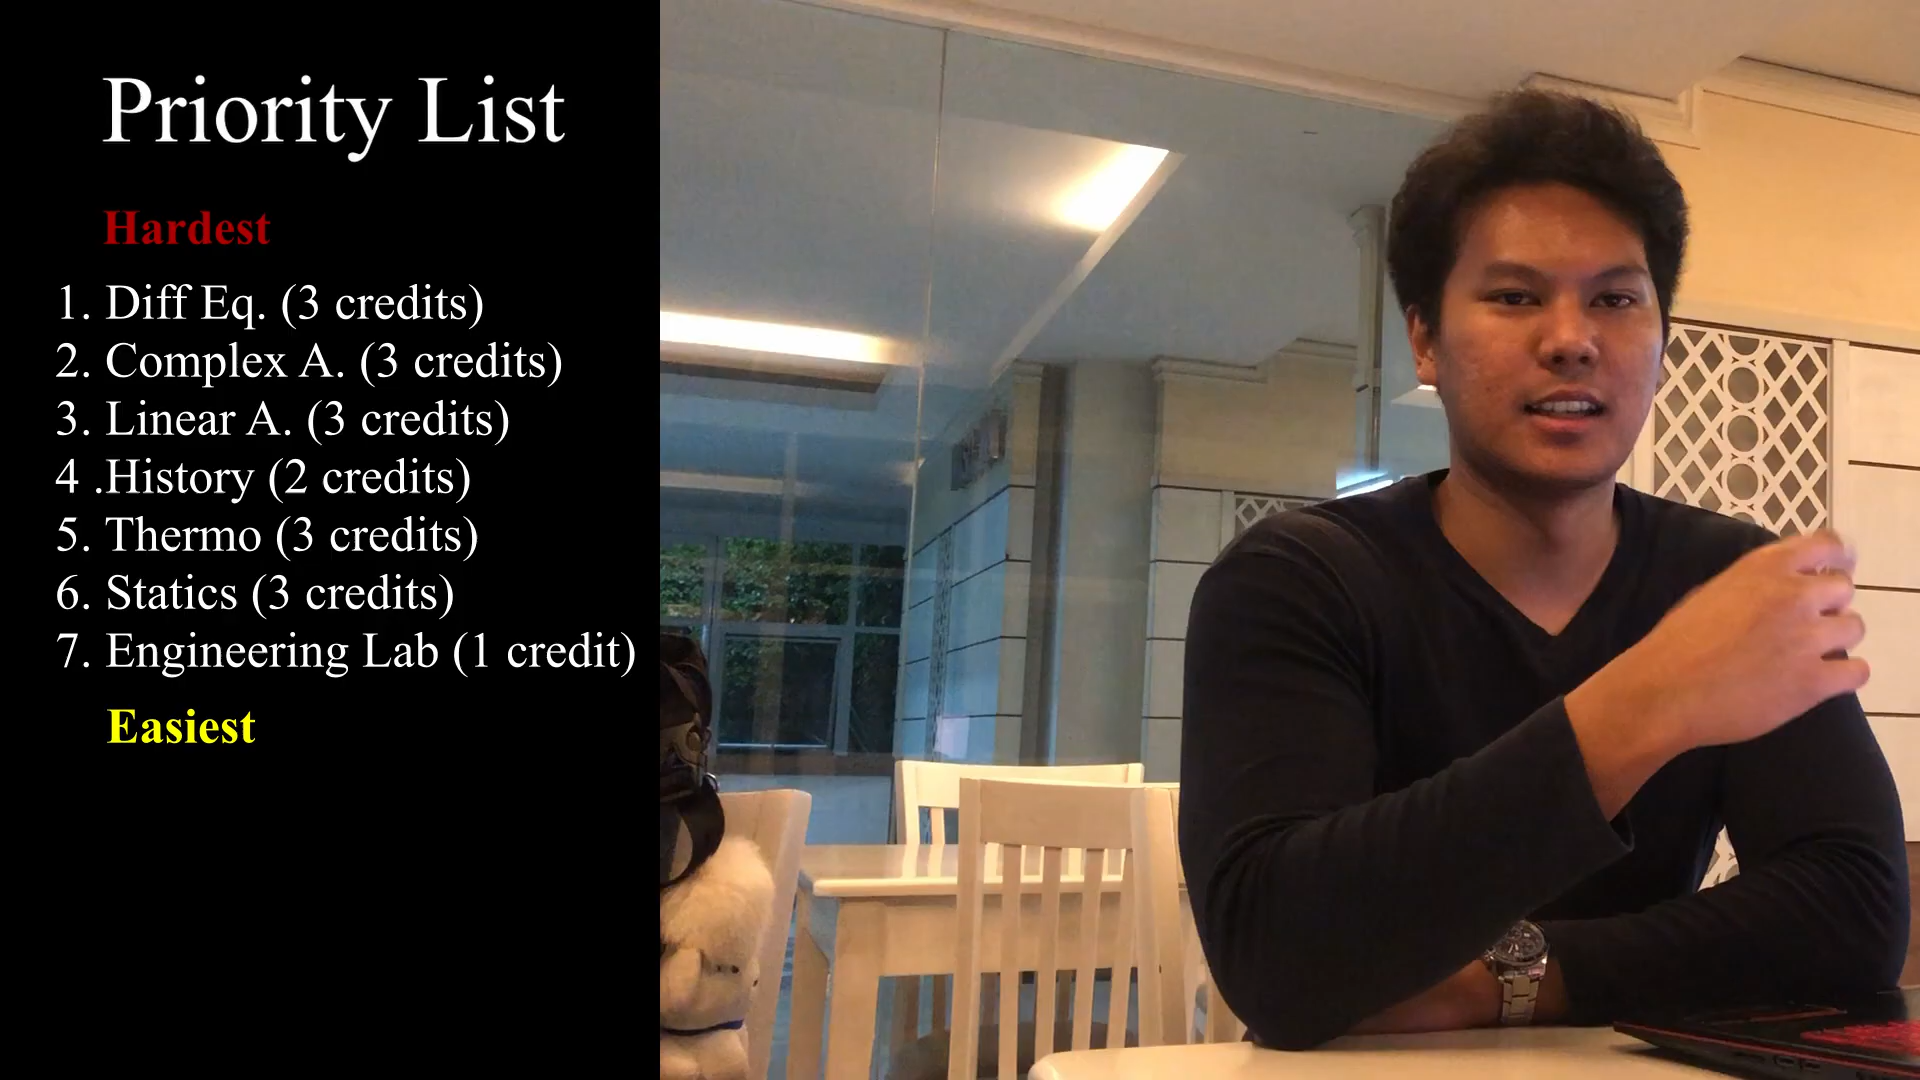 Priority List
Hardest
1. Diff Eq. (3 credits)
2. Complex A. (3 credits)
3. Linear A. (3 credits)
4 .History (2 credits)
5. Thermo (3 credits)
6. Statics (3 credits)
7. Engineering Lab (1 credit)
Easiest